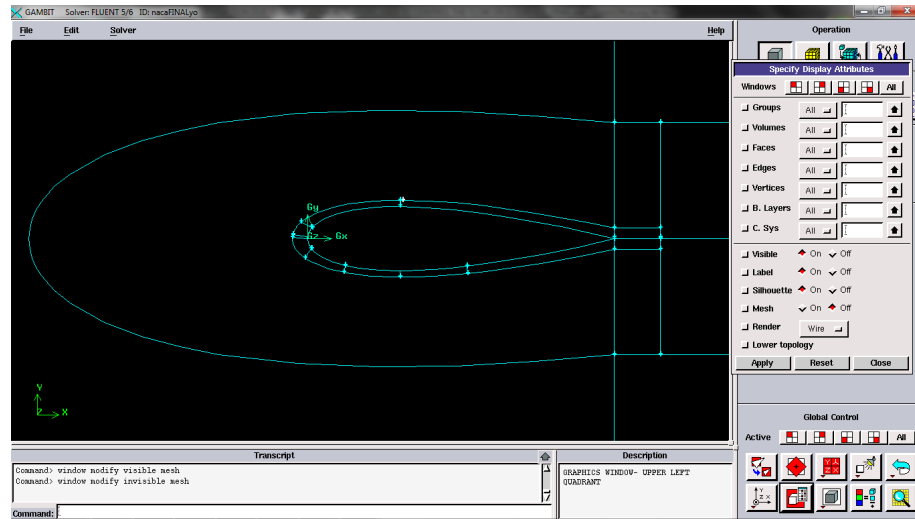 GAMBIT Solver: FLUENT 5/6 ID: nacaFINALyo
File Edit Solver Help
Operation
Specify Display Attributes
Windows All
Groups All
Volumes All
Faces All
Edges All
Vertices All
B. Layers All
C. Sys All
Visible On Off
Label On Off
Silhouette On Off
Mesh On Off
Render Wire
Lower topology
Apply Reset Close
Gy
Gz Gx
Y
Z X
Global Control
Active All
Transcript
Command> window modify visible mesh
Command> window modify invisible mesh
Command:
Description
GRAPHICS WINDOW- UPPER LEFT
QUADRANT